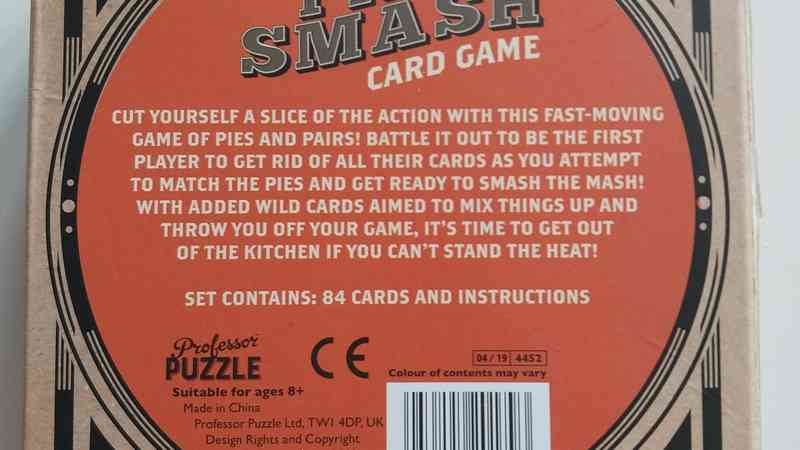 SMASH
CARD GAME
CUT YOURSELF A SLICE OF THE ACTION WITH THIS FAST-MOVING
GAME OF PIES AND PAIRS! BATTLE IT OUT TO BE THE FIRST
PLAYER TO GET RID OF ALL THEIR CARDS AS YOU ATTEMPT
TO MATCH THE PIES AND GET READY TO SMASH THE MASH!
WITH ADDED WILD CARDS AIMED TO MIX THINGS UP AND
THROW YOU OFF YOUR GAME, IT'S TIME TO GET OUT
OF THE KITCHEN IF YOU CAN'T STAND THE HEAT!
SET CONTAINS: 84 CARDS AND INSTRUCTIONS
Professor
PUZZLE
CE
04 / 19 4452
Colour of contents may vary
Suitable for ages 8+
Made in China
Professor Puzzle Ltd, TW1 4DP, UK
Design Rights and Copyright